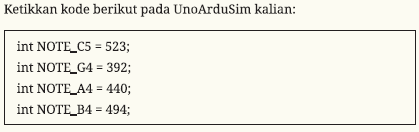 Ketikkan kode berikut pada UnoArduSim kalian:
int NOTE_C5 = 523;
int NOTE_G4 = 392;
int NOTE_A4 = 440;
int NOTE_B4 = 494;